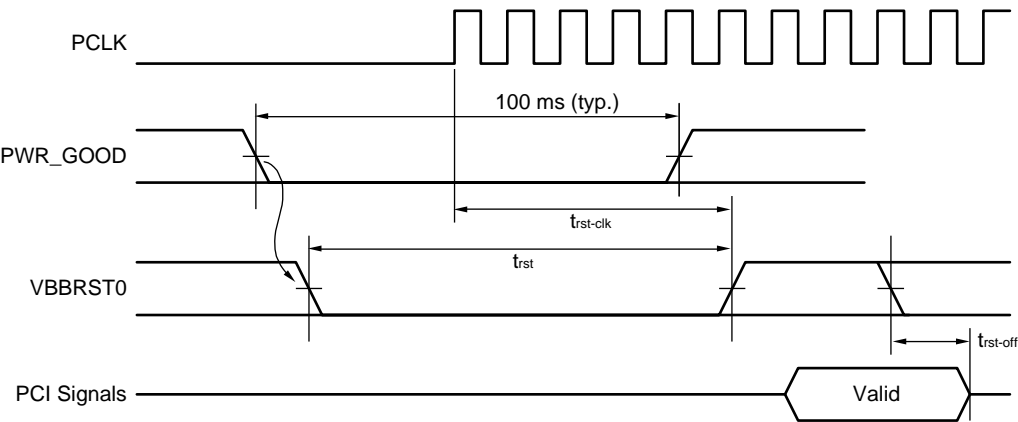 PCLK
100 ms (typ.)
PWR_GOOD
trst-clk
trst
VBBRST0
trst-off
PCI Signals
Valid